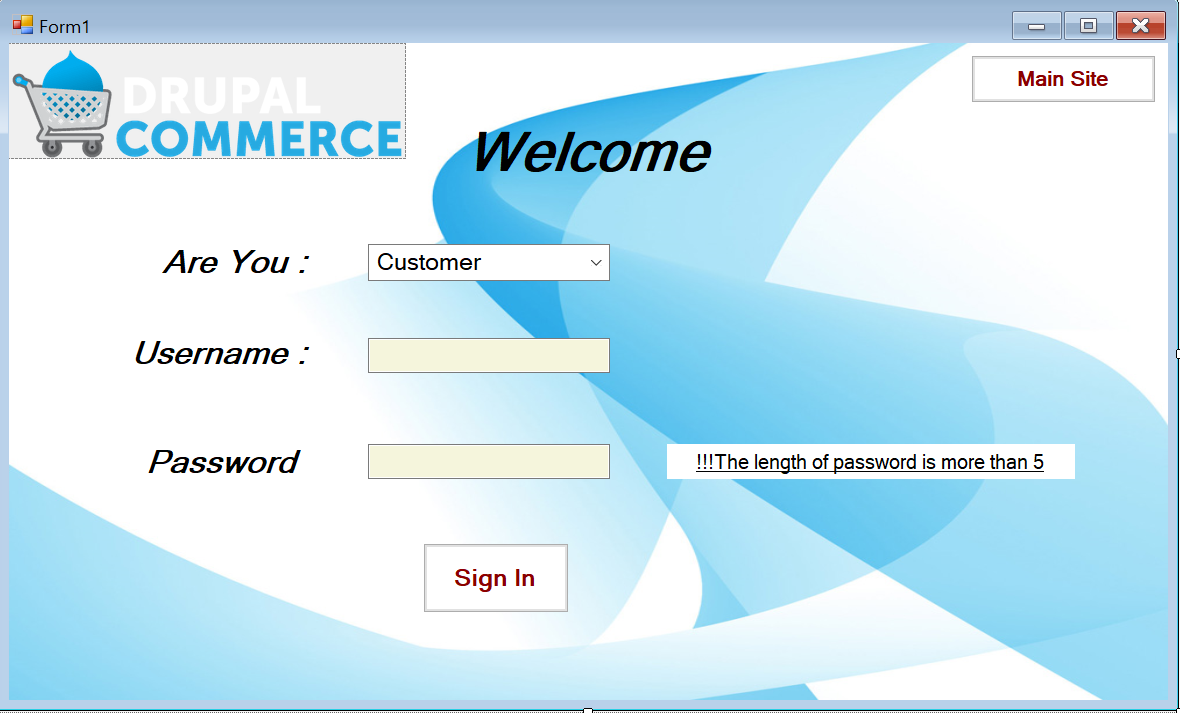 Form1
DRUPAL
COMMERCE
Main Site
Welcome
Are You :
Customer
Username :
Password
!!!The length of password is more than 5
Sign In